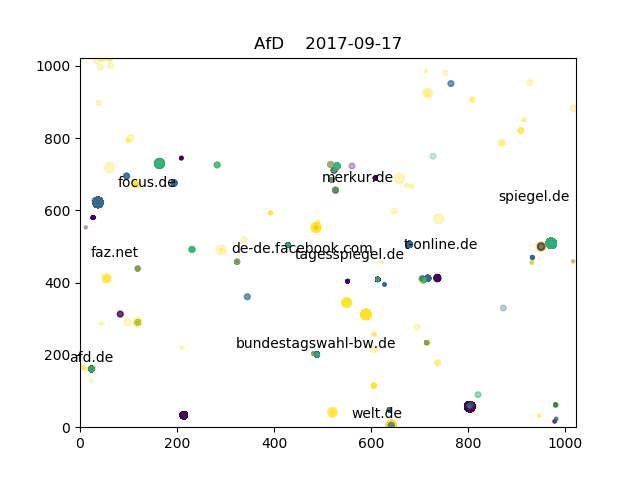 AfD    2017-09-17
1000
800
600
400
200
0
focus.de
merkur.de
spiegel.de
faz.net
de-de.facebook.com
t-online.de
tagesspiegel.de
bundestagswahl-bw.de
afd.de
welt.de
0 200 400 600 800 1000